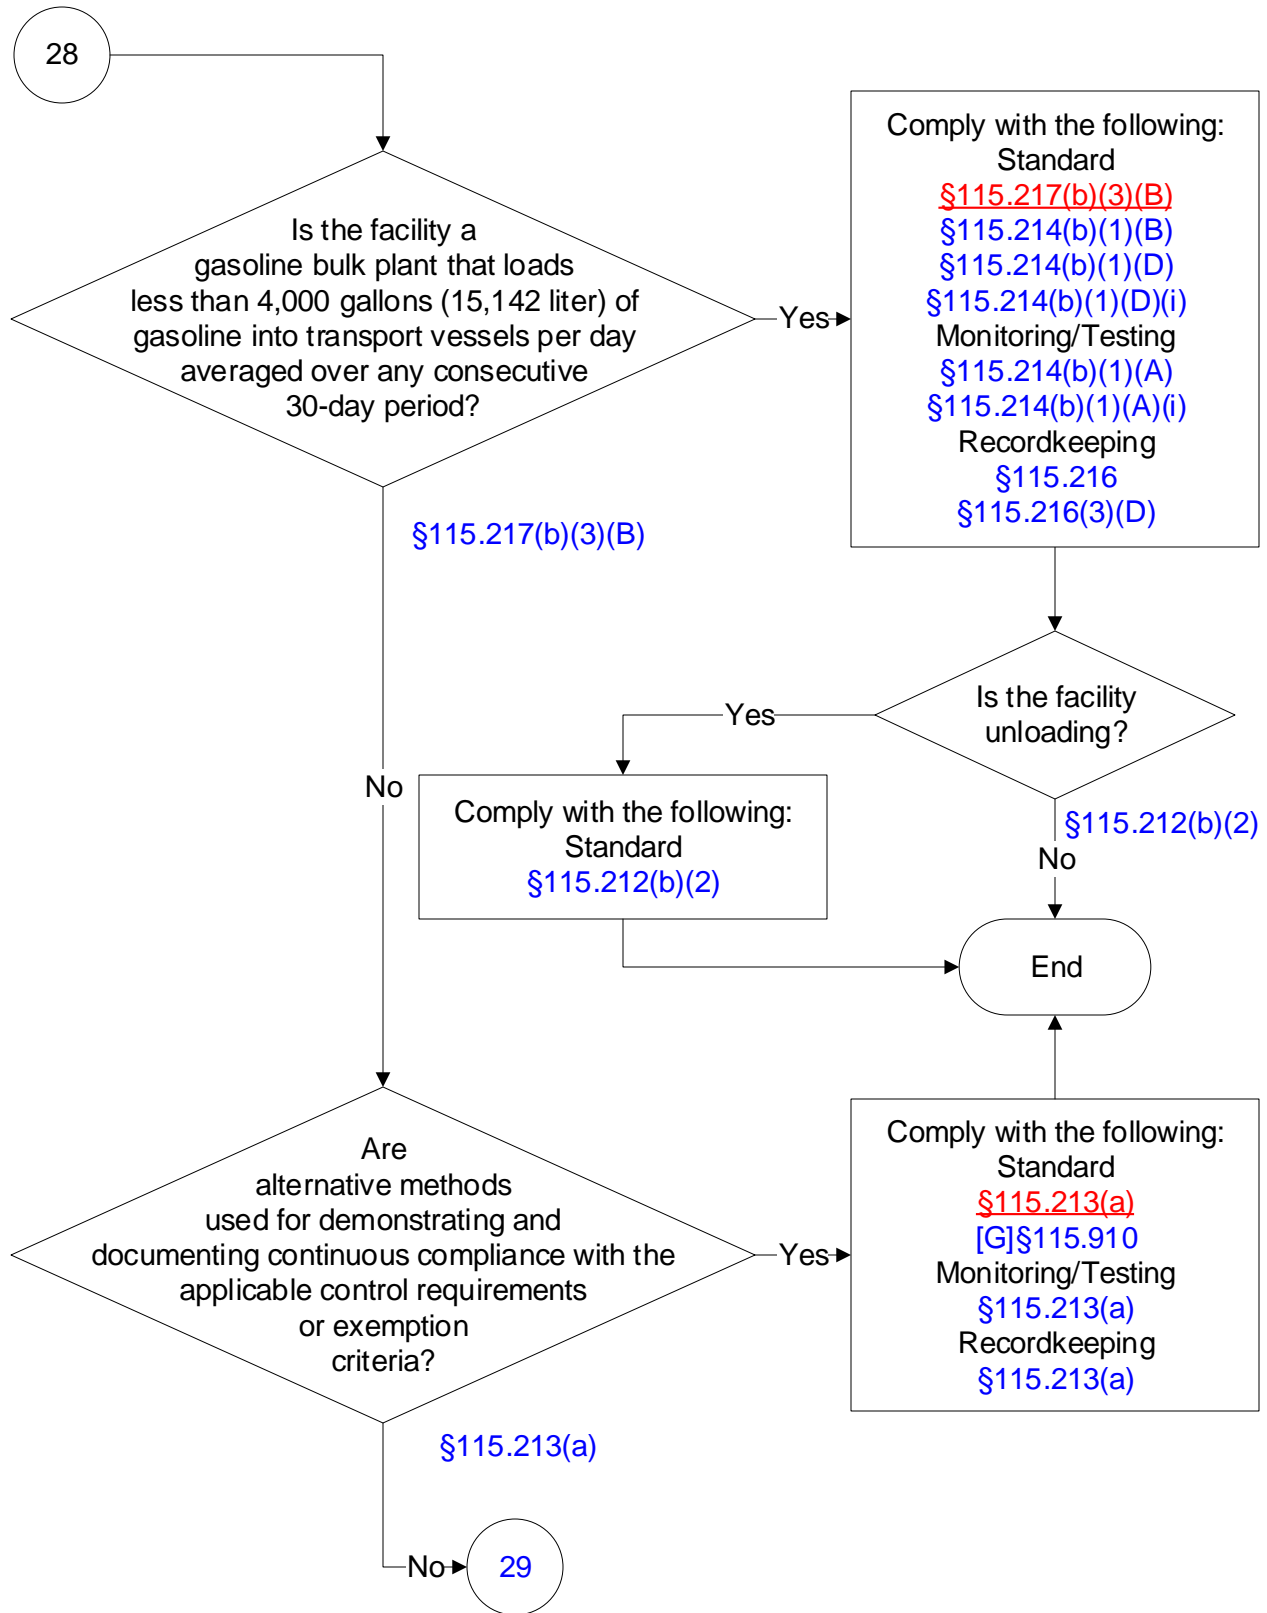 28
Is the facility a
gasoline bulk plant that loads
less than 4,000 gallons (15,142 liter) of
gasoline into transport vessels per day
averaged over any consecutive
30-day period?
Yes
Comply with the following:
Standard
§115.217(b)(3)(B)
§115.214(b)(1)(B)
§115.214(b)(1)(D)
§115.214(b)(1)(D)(i)
Monitoring/Testing
§115.214(b)(1)(A)
§115.214(b)(1)(A)(i)
Recordkeeping
§115.216
§115.216(3)(D)
§115.217(b)(3)(B)
Is the facility
unloading?
Yes
No
Comply with the following:
Standard
§115.212(b)(2)
§115.212(b)(2)
No
End
Are
alternative methods
used for demonstrating and
documenting continuous compliance with the
applicable control requirements
or exemption
criteria?
Yes
Comply with the following:
Standard
§115.213(a)
[G]§115.910
Monitoring/Testing
§115.213(a)
Recordkeeping
§115.213(a)
§115.213(a)
No
29